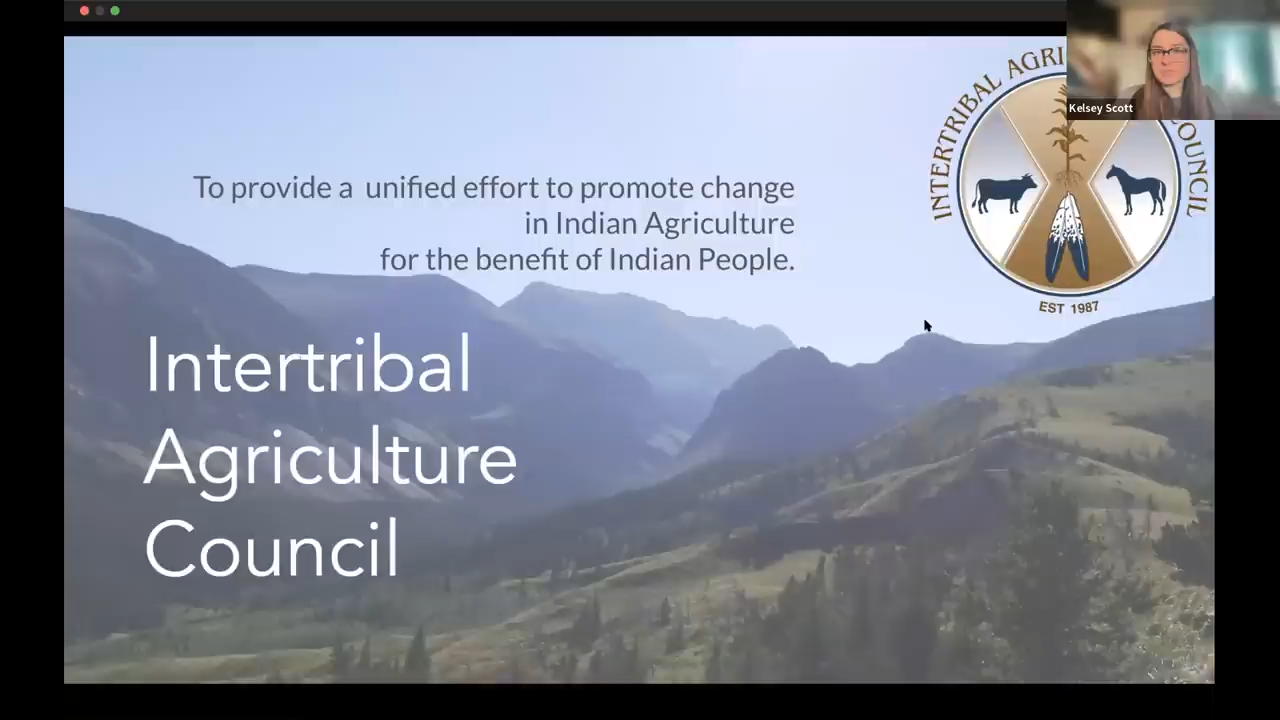 Kelsey Scott
INTERTRIBAL AGRI
COUNCIL
EST 1987
To provide a unified effort to promote change
in Indian Agriculture
for the benefit of Indian People.
Intertribal
Agriculture
Council